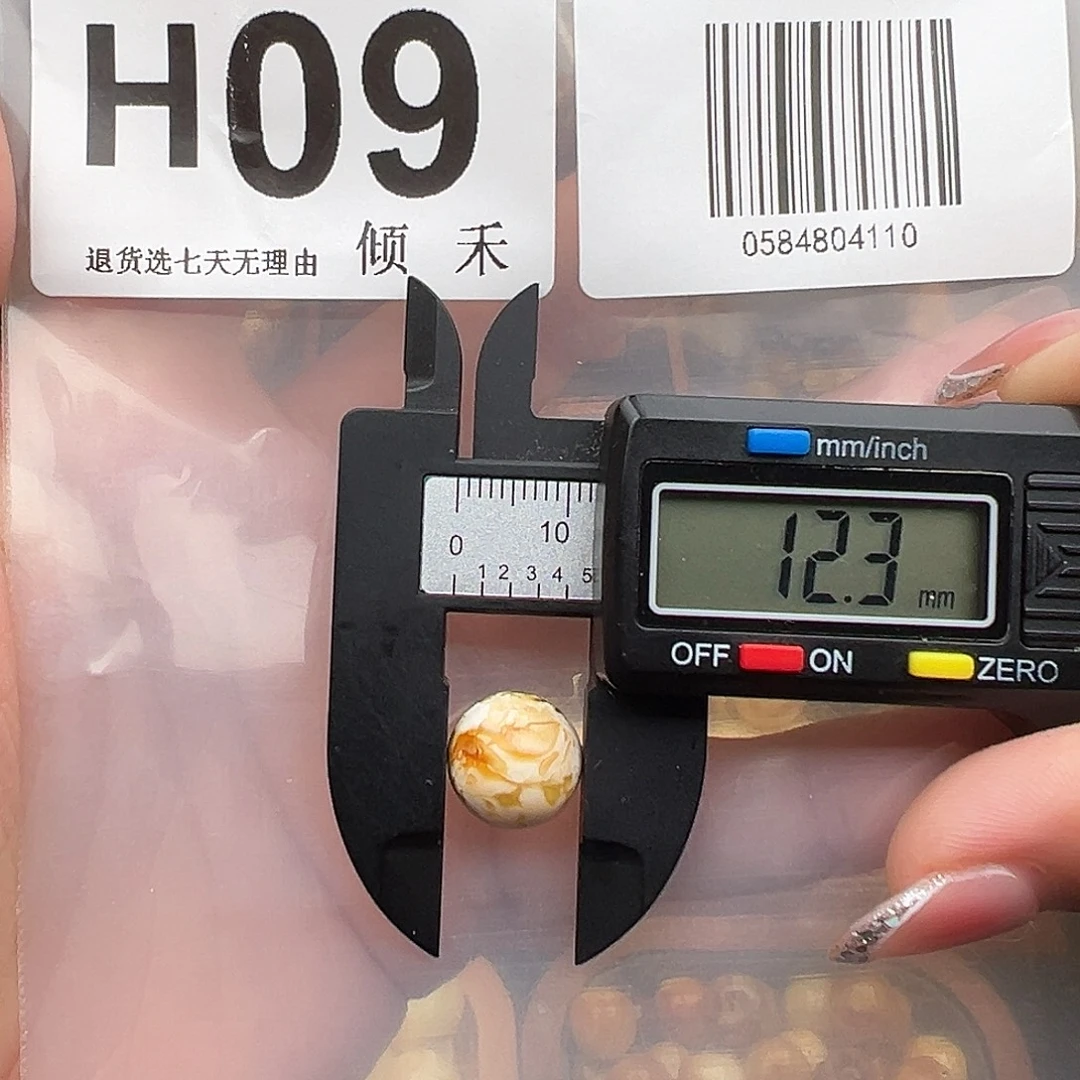 H09
退货选七天无理由 倾 禾
0584804110
mm/inch
0 10
1 2 3 4 5
12.3 mm
OFF ON ZERO